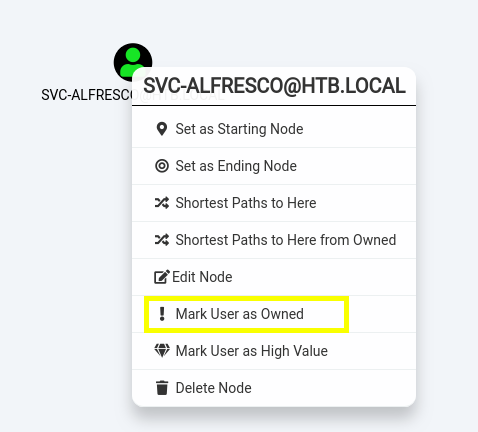 SVC-ALFRESCO@HTB.LOCAL
SVC-ALFRESCO
Set as Starting Node
Set as Ending Node
Shortest Paths to Here
Shortest Paths to Here from Owned
Edit Node
Mark User as Owned
Mark User as High Value
Delete Node